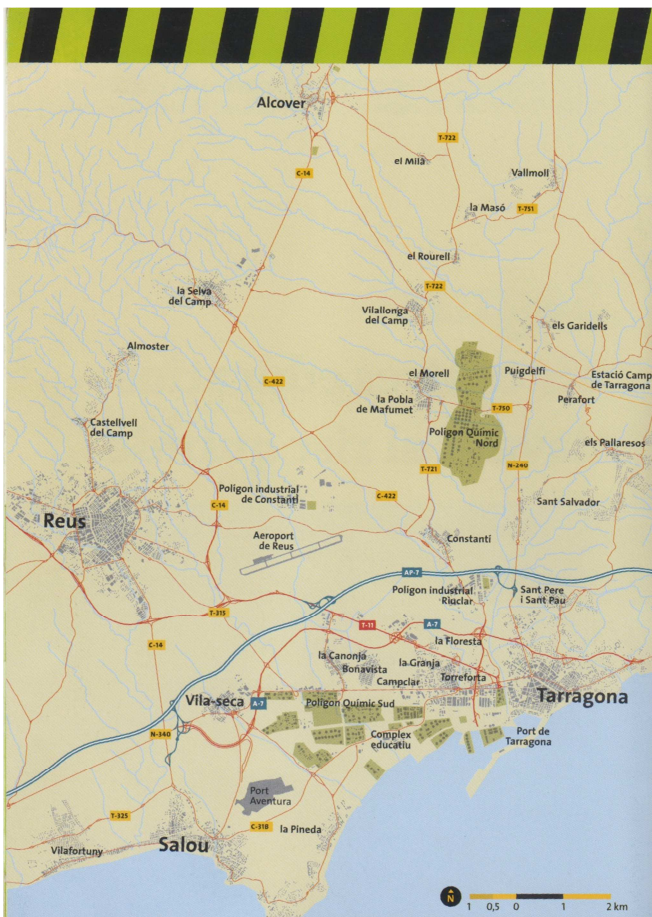 Alcover
T-722
el Milà
Vallmoll
C-14
la Masó
T-751
el Rourell
T-722
la Selva
del Camp
Vilallonga
del Camp
els Garidells
Almoster
el Morell
Puigdelfí
Estació Camp
de Tarragona
C-422
la Pobla
de Mafumet
T-750
Perafort
Castellvell
del Camp
Polígon Químic
Nord
els Pallaresos
T-721
N-240
Polígon industrial
de Constantí
C-422
Sant Salvador
C-14
Reus
Aeroport
de Reus
Constantí
AP-7
Polígon industrial
Riuclar
Sant Pere
i Sant Pau
T-315
T-11
A-7
la Floresta
C-14
la Canonja
Bonavista
la Granja
Campclar
Torreforta
Tarragona
Vila-seca
A-7
Polígon Químic Sud
N-340
Complex
educatiu
Port de
Tarragona
Port
Aventura
T-325
C-318
la Pineda
Vilafortuny
Salou
N
1 0,5 0 1 2 km